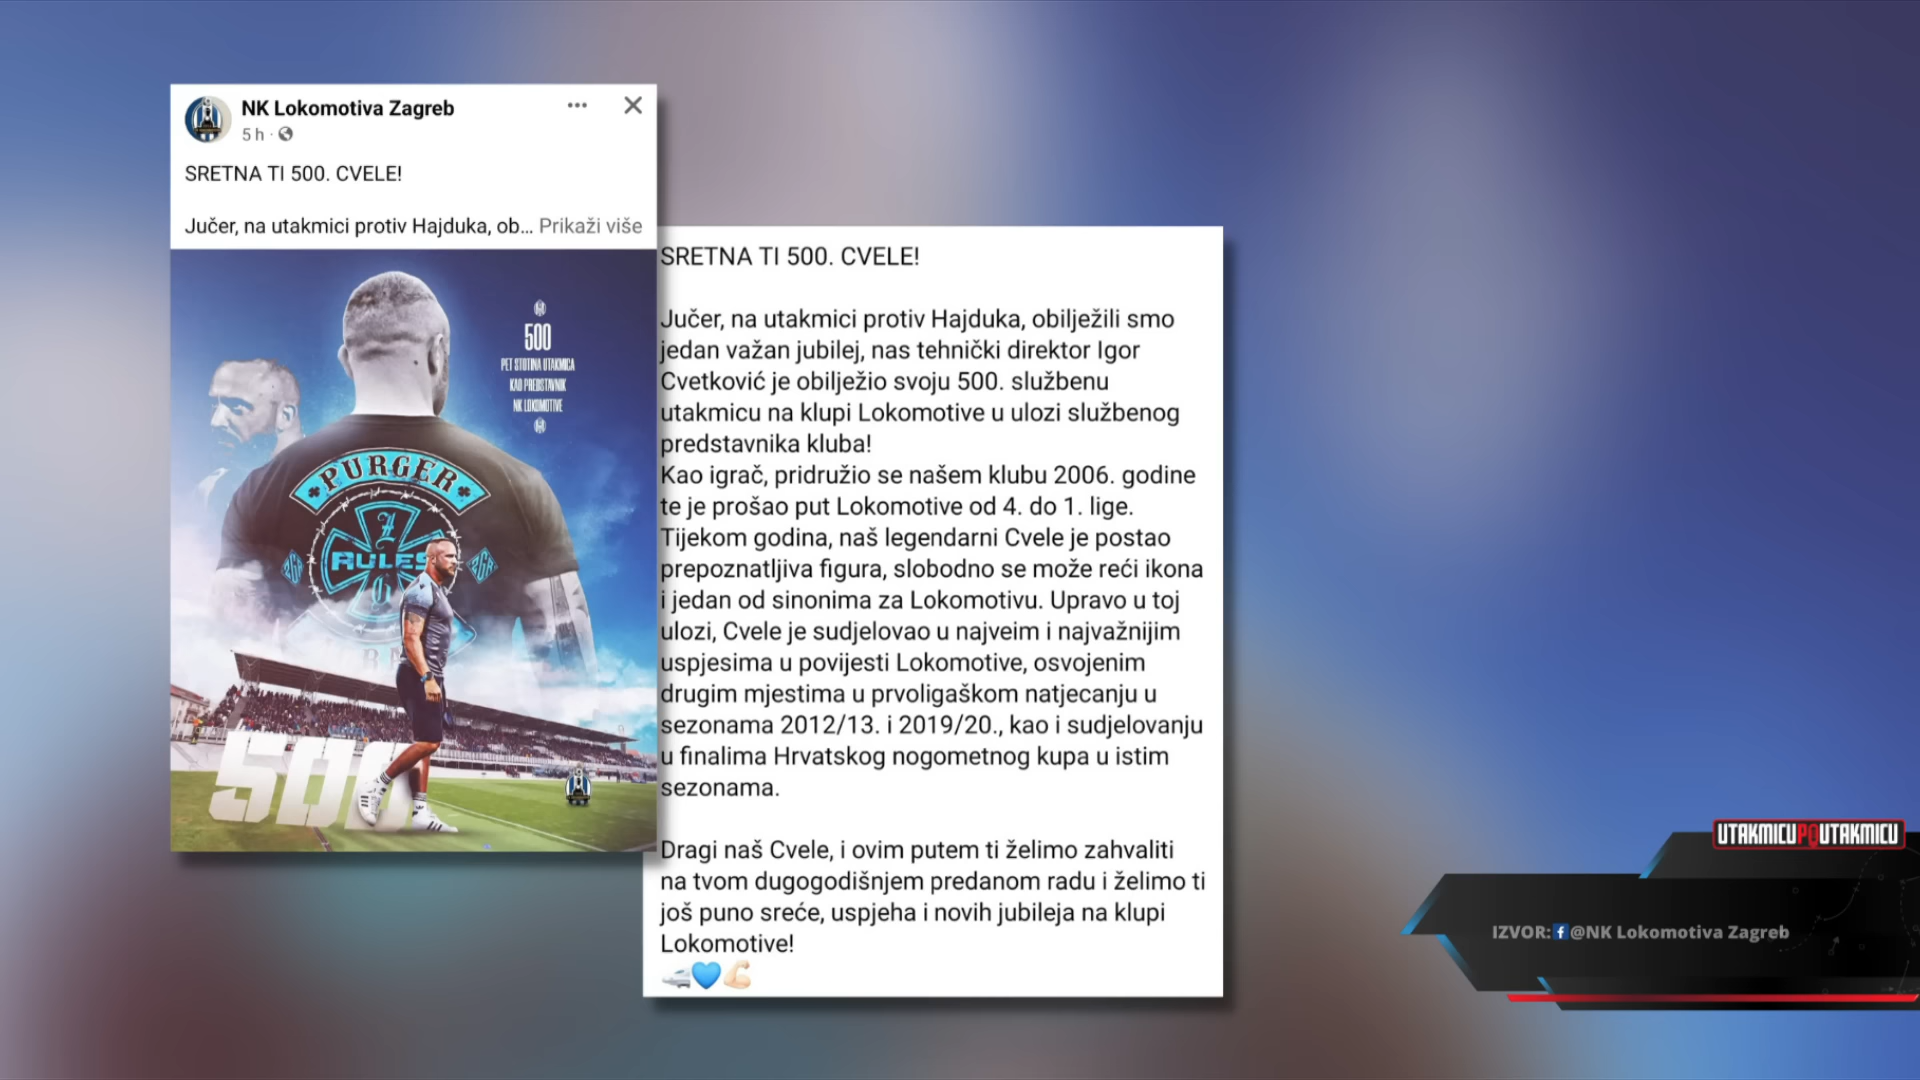 NK Lokomotiva Zagreb
5 h ·
SRETNA TI 500. CVELE!
Jučer, na utakmici protiv Hajduka, ob... Prikaži više
500
PET STOTINA UTAKMICA
KAO PREDSTAVNIK
NK LOKOMOTIVE
PURGER
Z
RULES
G
ZGR
ZGR
500
SRETNA TI 500. CVELE!
Jučer, na utakmici protiv Hajduka, obilježili smo
jedan važan jubilej, nas tehnički direktor Igor
Cvetković je obilježio svoju 500. službenu
utakmicu na klupi Lokomotive u ulozi službenog
predstavnika kluba!
Kao igrač, pridružio se našem klubu 2006. godine
te je prošao put Lokomotive od 4. do 1. lige.
Tijekom godina, naš legendarni Cvele je postao
prepoznatljiva figura, slobodno se može reći ikona
i jedan od sinonima za Lokomotivu. Upravo u toj
ulozi, Cvele je sudjelovao u najveim i najvažnijim
uspjesima u povijesti Lokomotive, osvojenim
drugim mjestima u prvoligaškom natjecanju u
sezonama 2012/13. i 2019/20., kao i sudjelovanju
u finalima Hrvatskog nogometnog kupa u istim
sezonama.
Dragi naš Cvele, i ovim putem ti želimo zahvaliti
na tvom dugogodišnjem predanom radu i želimo ti
još puno sreće, uspjeha i novih jubileja na klupi
Lokomotive!
UTAKMICU PO UTAKMICU
IZVOR: f @NK Lokomotiva Zagreb